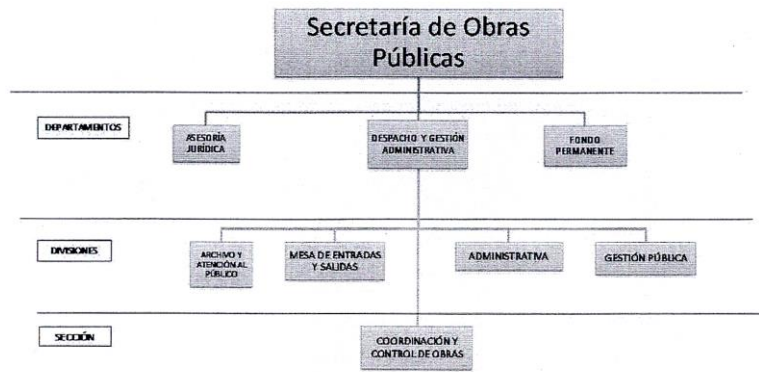 Secretaría de Obras
Públicas
DEPARTAMENTOS
ASESORÍA
JURÍDICA
DESPACHO Y GESTIÓN
ADMINISTRATIVA
FONDO
PERMANENTE
DIVISIONES
ARCHIVO Y
ATENCIÓN AL
PÚBLICO
MESA DE ENTRADAS
Y SALIDAS
ADMINISTRATIVA
GESTIÓN PÚBLICA
SECCIÓN
COORDINACIÓN Y
CONTROL DE OBRAS